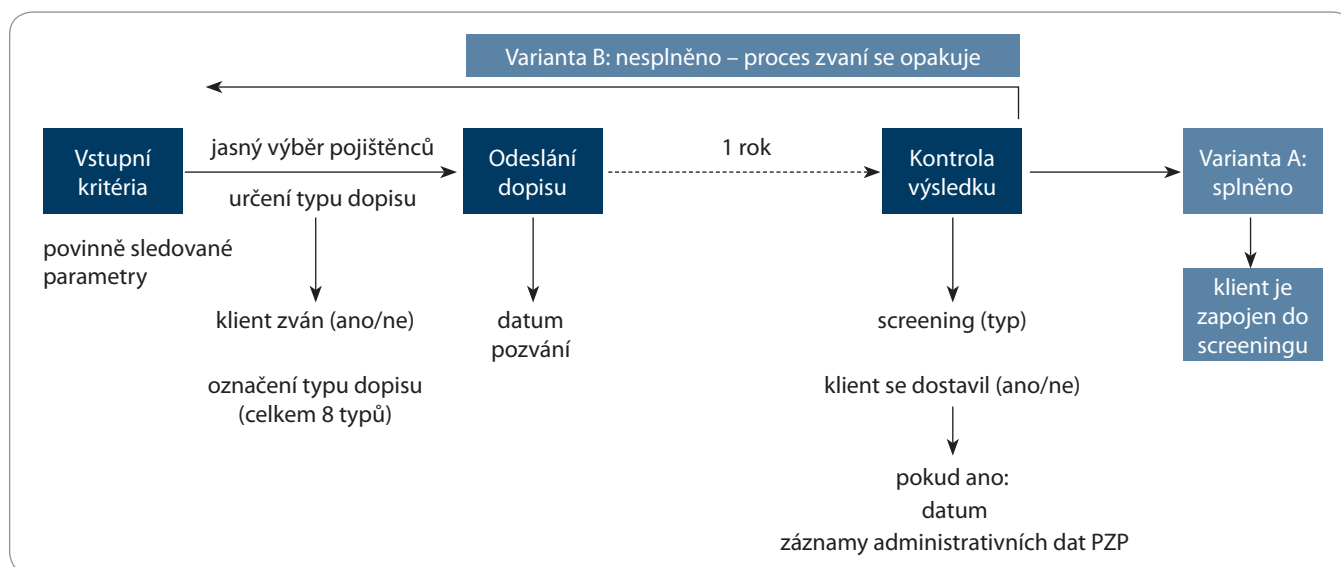 Varianta B: nesplněno – proces zvaní se opakuje
Vstupní
kritéria
jasný výběr pojištěnců
určení typu dopisu
Odeslání
dopisu
1 rok
Kontrola
výsledku
Varianta A:
splněno
povinně sledované
parametry
klient zván (ano/ne)
označení typu dopisu
(celkem 8 typů)
datum
pozvání
screening (typ)
klient se dostavil (ano/ne)
pokud ano:
datum
záznamy administrativních dat PZP
klient je
zapojen do
screeningu